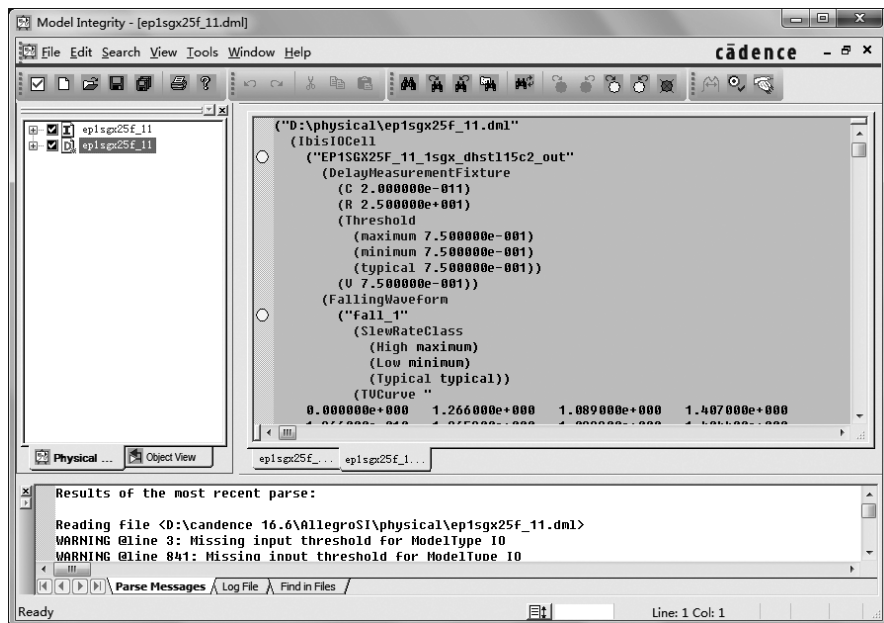 Model Integrity - [ep1sgx25f_11.dml]
File Edit Search View Tools Window Help
cādence
ep1sgx25f_11
ep1sgx25f_11
("D:\physical\ep1sgx25f_11.dml"
(IbisIOCell
("EP1SGX25F_11_1sgx_dhstl15c2_out"
(DelayMeasurementFixture
(C 2.000000e-011)
(R 2.500000e+001)
(Threshold
(maximum 7.500000e-001)
(minimum 7.500000e-001)
(typical 7.500000e-001))
(V 7.500000e-001))
(FallingWaveform
("fall_1"
(SlewRateClass
(High maximum)
(Low minimum)
(Typical typical))
(TVCurve "
0.000000e+000 1.266000e+000 1.089000e+000 1.407000e+000
Physical ... Object View
ep1sgx25f_... ep1sgx25f_1...
Results of the most recent parse:
Reading file <D:\candence 16.6\AllegroSI\physical\ep1sgx25f_11.dml>
WARNING @line 3: Missing input threshold for ModelType IO
WARNING @line 841: Missing input threshold for ModelType IO
Parse Messages Log File Find in Files
Ready Line: 1 Col: 1